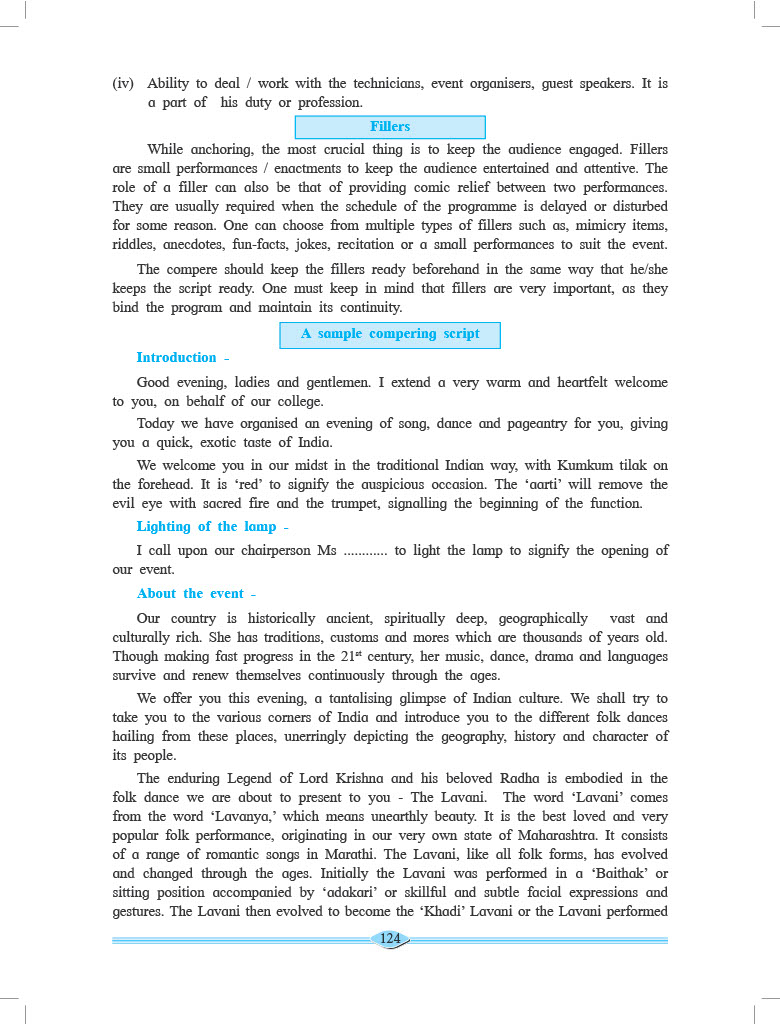 (iv) Ability to deal / work with the technicians, event organisers, guest speakers. It is
a part of his duty or profession.
Fillers
While anchoring, the most crucial thing is to keep the audience engaged. Fillers
are small performances / enactments to keep the audience entertained and attentive. The
role of a filler can also be that of providing comic relief between two performances.
They are usually required when the schedule of the programme is delayed or disturbed
for some reason. One can choose from multiple types of fillers such as, mimicry items,
riddles, anecdotes, fun-facts, jokes, recitation or a small performances to suit the event.
The compere should keep the fillers ready beforehand in the same way that he/she
keeps the script ready. One must keep in mind that fillers are very important, as they
bind the program and maintain its continuity.
A sample compering script
Introduction -
Good evening, ladies and gentlemen. I extend a very warm and heartfelt welcome
to you, on behalf of our college.
Today we have organised an evening of song, dance and pageantry for you, giving
you a quick, exotic taste of India.
We welcome you in our midst in the traditional Indian way, with Kumkum tilak on
the forehead. It is ‘red’ to signify the auspicious occasion. The ‘aarti’ will remove the
evil eye with sacred fire and the trumpet, signalling the beginning of the function.
Lighting of the lamp -
I call upon our chairperson Ms ............ to light the lamp to signify the opening of
our event.
About the event -
Our country is historically ancient, spiritually deep, geographically vast and
culturally rich. She has traditions, customs and mores which are thousands of years old.
Though making fast progress in the 21st century, her music, dance, drama and languages
survive and renew themselves continuously through the ages.
We offer you this evening, a tantalising glimpse of Indian culture. We shall try to
take you to the various corners of India and introduce you to the different folk dances
hailing from these places, unerringly depicting the geography, history and character of
its people.
The enduring Legend of Lord Krishna and his beloved Radha is embodied in the
folk dance we are about to present to you - The Lavani. The word ‘Lavani’ comes
from the word ‘Lavanya,’ which means unearthly beauty. It is the best loved and very
popular folk performance, originating in our very own state of Maharashtra. It consists
of a range of romantic songs in Marathi. The Lavani, like all folk forms, has evolved
and changed through the ages. Initially the Lavani was performed in a ‘Baithak’ or
sitting position accompanied by ‘adakari’ or skillful and subtle facial expressions and
gestures. The Lavani then evolved to become the ‘Khadi’ Lavani or the Lavani performed
124